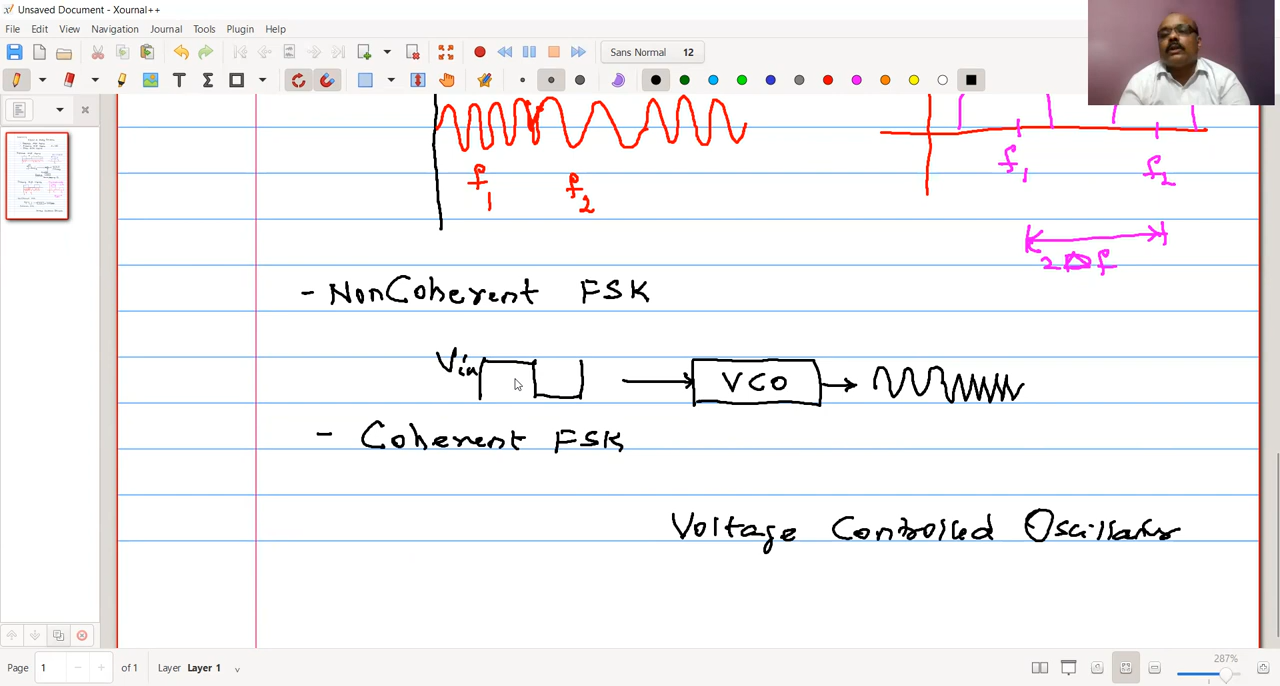 Unsaved Document - Xournal++
File Edit View Navigation Journal Tools Plugin Help
Sans Normal 12
f1 f2
f1 f2
2Δf
- NonCoherent FSK
Vin
VCO
- Coherent FSK
Voltage Controlled Oscillator
Page 1 of 1 Layer Layer 1
287%